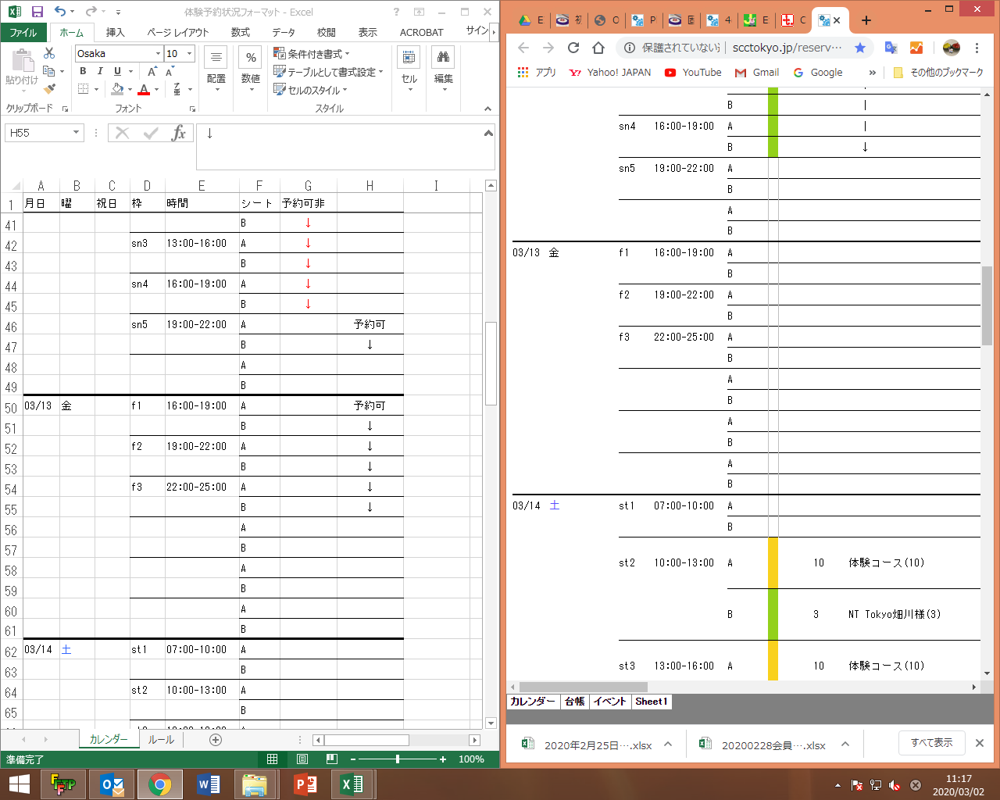 体験予約状況フォーマット - Excel
ファイル ホーム 挿入 ページ レイアウト 数式 データ 校閲 表示 ACROBAT サイン
貼り付け
Osaka 10
B I U A A
配置 数値
条件付き書式
テーブルとして書式設定
セルのスタイル
セル 編集
クリップボード フォント スタイル
H55 fx ↓
A B C D E F G H I
1 月日 曜 祝日 枠 時間 シート 予約可非
41 B ↓
42 sn3 13:00-16:00 A ↓
43 B ↓
44 sn4 16:00-19:00 A ↓
45 B ↓
46 sn5 19:00-22:00 A 予約可
47 B ↓
48 A
49 B
50 03/13 金 f1 16:00-19:00 A 予約可
51 B ↓
52 f2 19:00-22:00 A ↓
53 B ↓
54 f3 22:00-25:00 A ↓
55 B ↓
56 A
57 B
58 A
59 B
60 A
61 B
62 03/14 土 st1 07:00-10:00 A
63 B
64 st2 10:00-13:00 A
65 B
カレンダー ルール
準備完了 100%
E 衤 O P 4 E C
保護されていない scctokyo.jp/reserv…
アプリ Yahoo! JAPAN YouTube Gmail Google » その他のブックマーク
B |
sn4 16:00-19:00 A |
B ↓
sn5 19:00-22:00 A
B
A
B
03/13 金 f1 16:00-19:00 A
B
f2 19:00-22:00 A
B
f3 22:00-25:00 A
B
A
B
A
B
A
B
03/14 土 st1 07:00-10:00 A
B
st2 10:00-13:00 A 10 体験コース(10)
B 3 NT Tokyo畑川様(3)
st3 13:00-16:00 A 10 体験コース(10)
カレンダー 台帳 イベント Sheet1
2020年2月25日….xlsx 20200228会員….xlsx すべて表示
11:17
2020/03/02